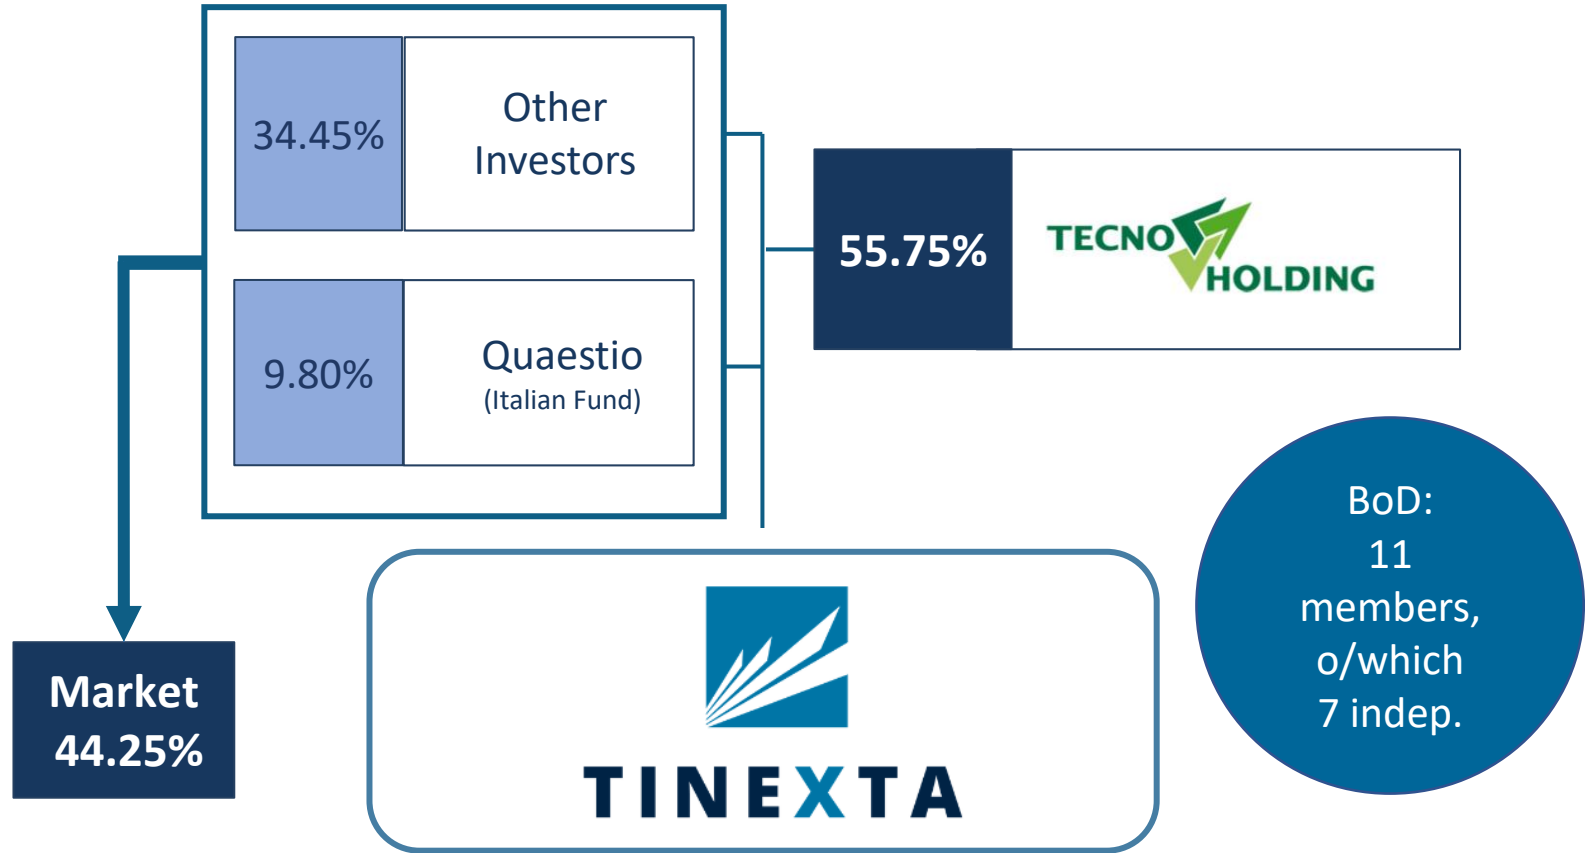 34.45%
Other
Investors
9.80%
Quaestio
(Italian Fund)
55.75%
TECNO
HOLDING
Market
44.25%
TINEXTA
BoD:
11
members,
o/which
7 indep.